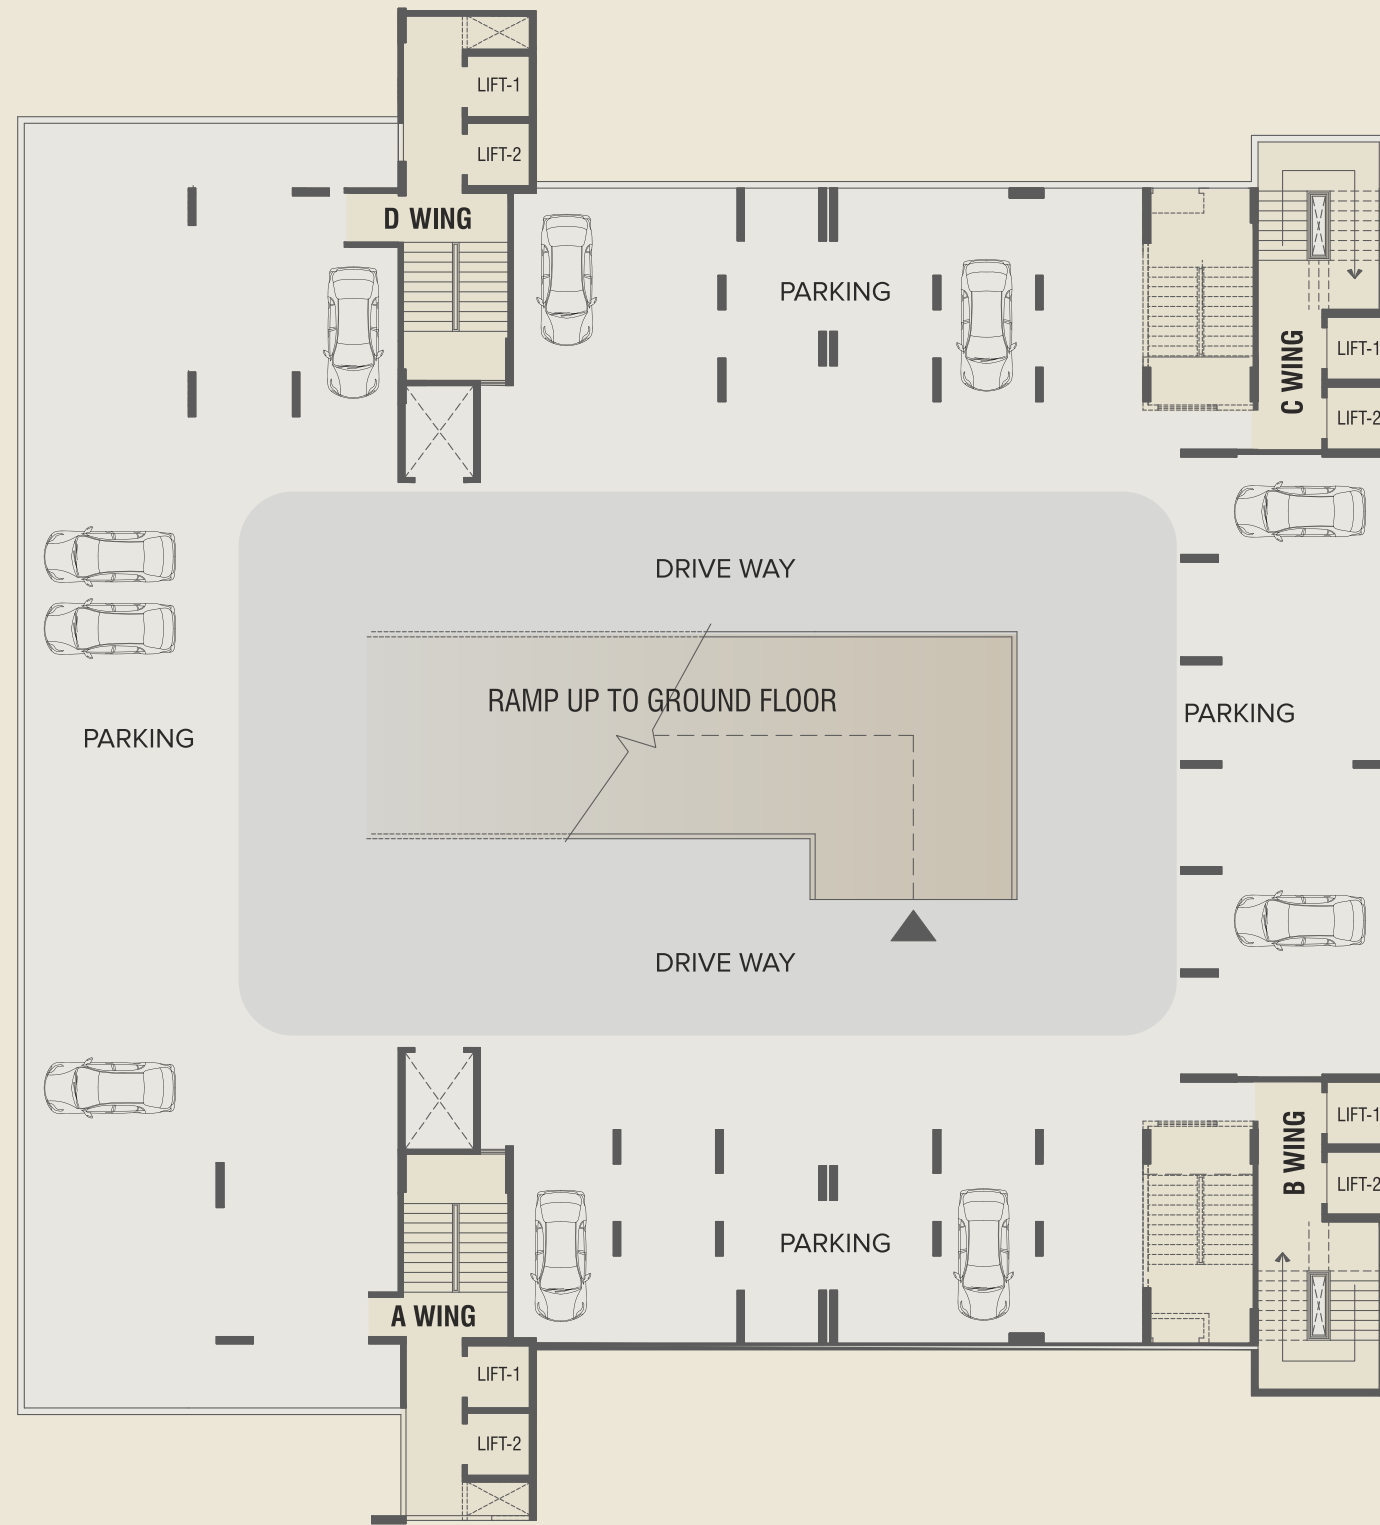 LIFT-1
LIFT-2
D WING
PARKING
C WING
LIFT-1
LIFT-2
DRIVE WAY
RAMP UP TO GROUND FLOOR
PARKING
PARKING
DRIVE WAY
B WING
LIFT-1
LIFT-2
PARKING
A WING
LIFT-1
LIFT-2